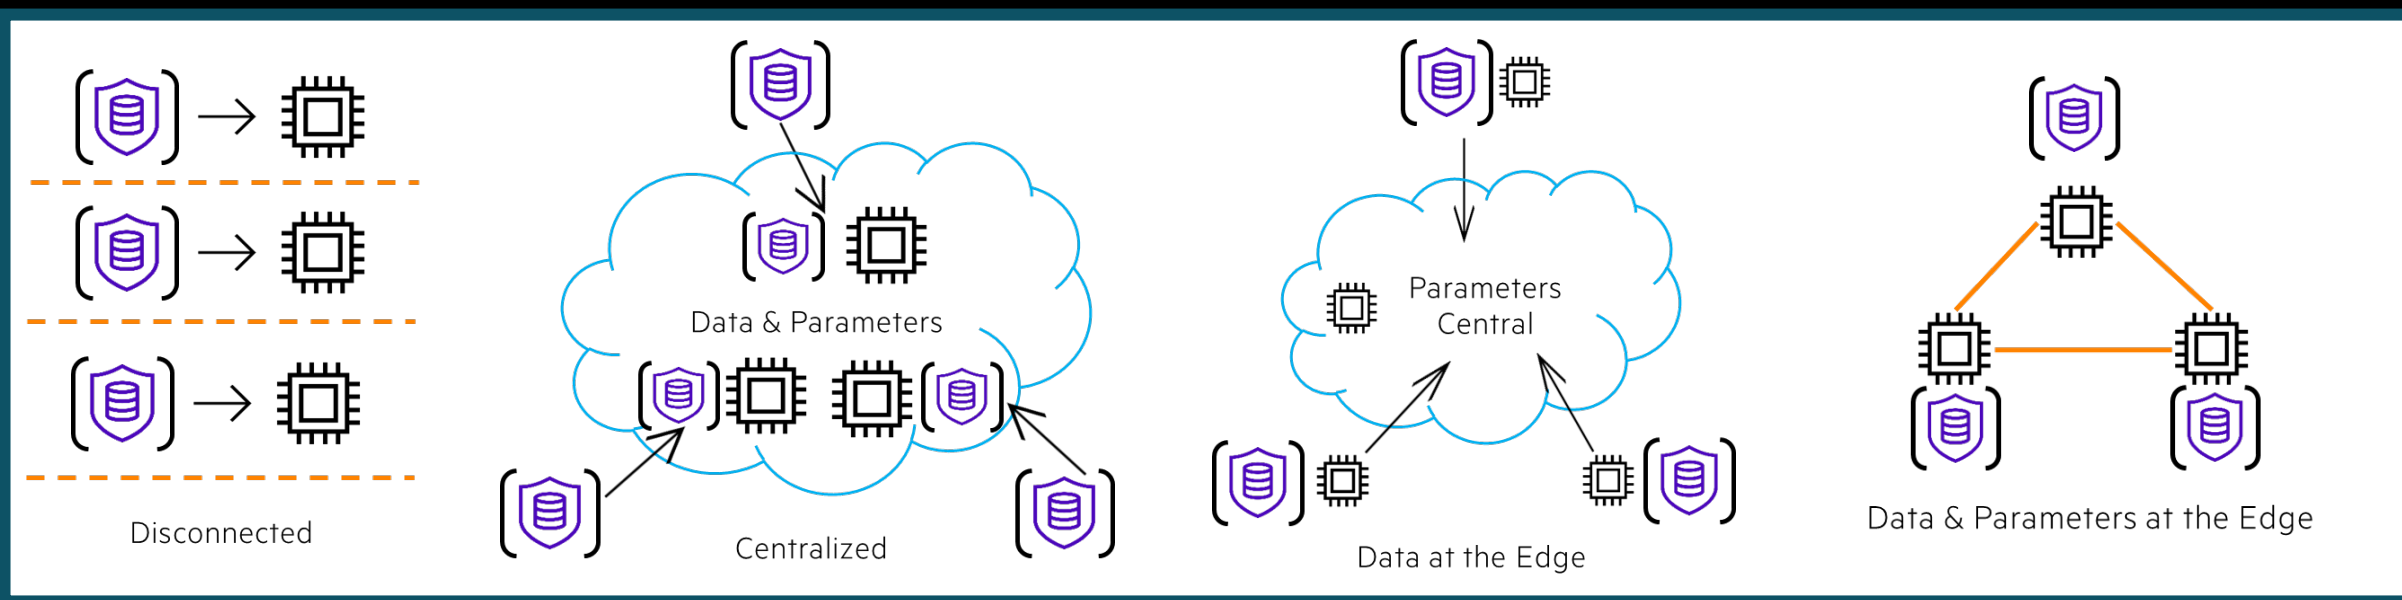 Disconnected
Data & Parameters
Centralized
Parameters
Central
Data at the Edge
Data & Parameters at the Edge